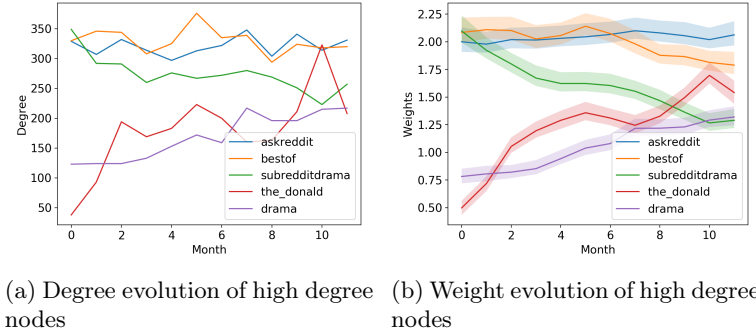 350
300
250
200
150
100
50
0
2
4
6
8
10
Degree
Month
askreddit
bestof
subredditdrama
the_donald
drama
2.25
2.00
1.75
1.50
1.25
1.00
0.75
0.50
0
2
4
6
8
10
Weights
Month
askreddit
bestof
subredditdrama
the_donald
drama
(a) Degree evolution of high degree
nodes
(b) Weight evolution of high degree
nodes